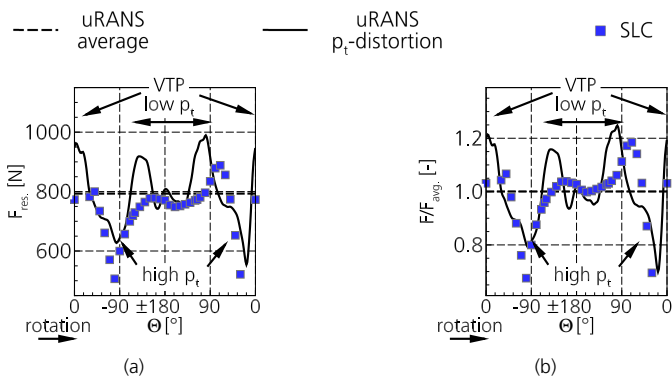 uRANS average
uRANS pt-distortion
SLC
VTP
low pt
1000
800
600
Fres. [N]
high pt
0 -90 ±180 90 0
rotation Θ [°]
(a)
VTP
low pt
1.2
1.0
0.8
F/Favg. [-]
high pt
0 -90 ±180 90 0
rotation Θ [°]
(b)